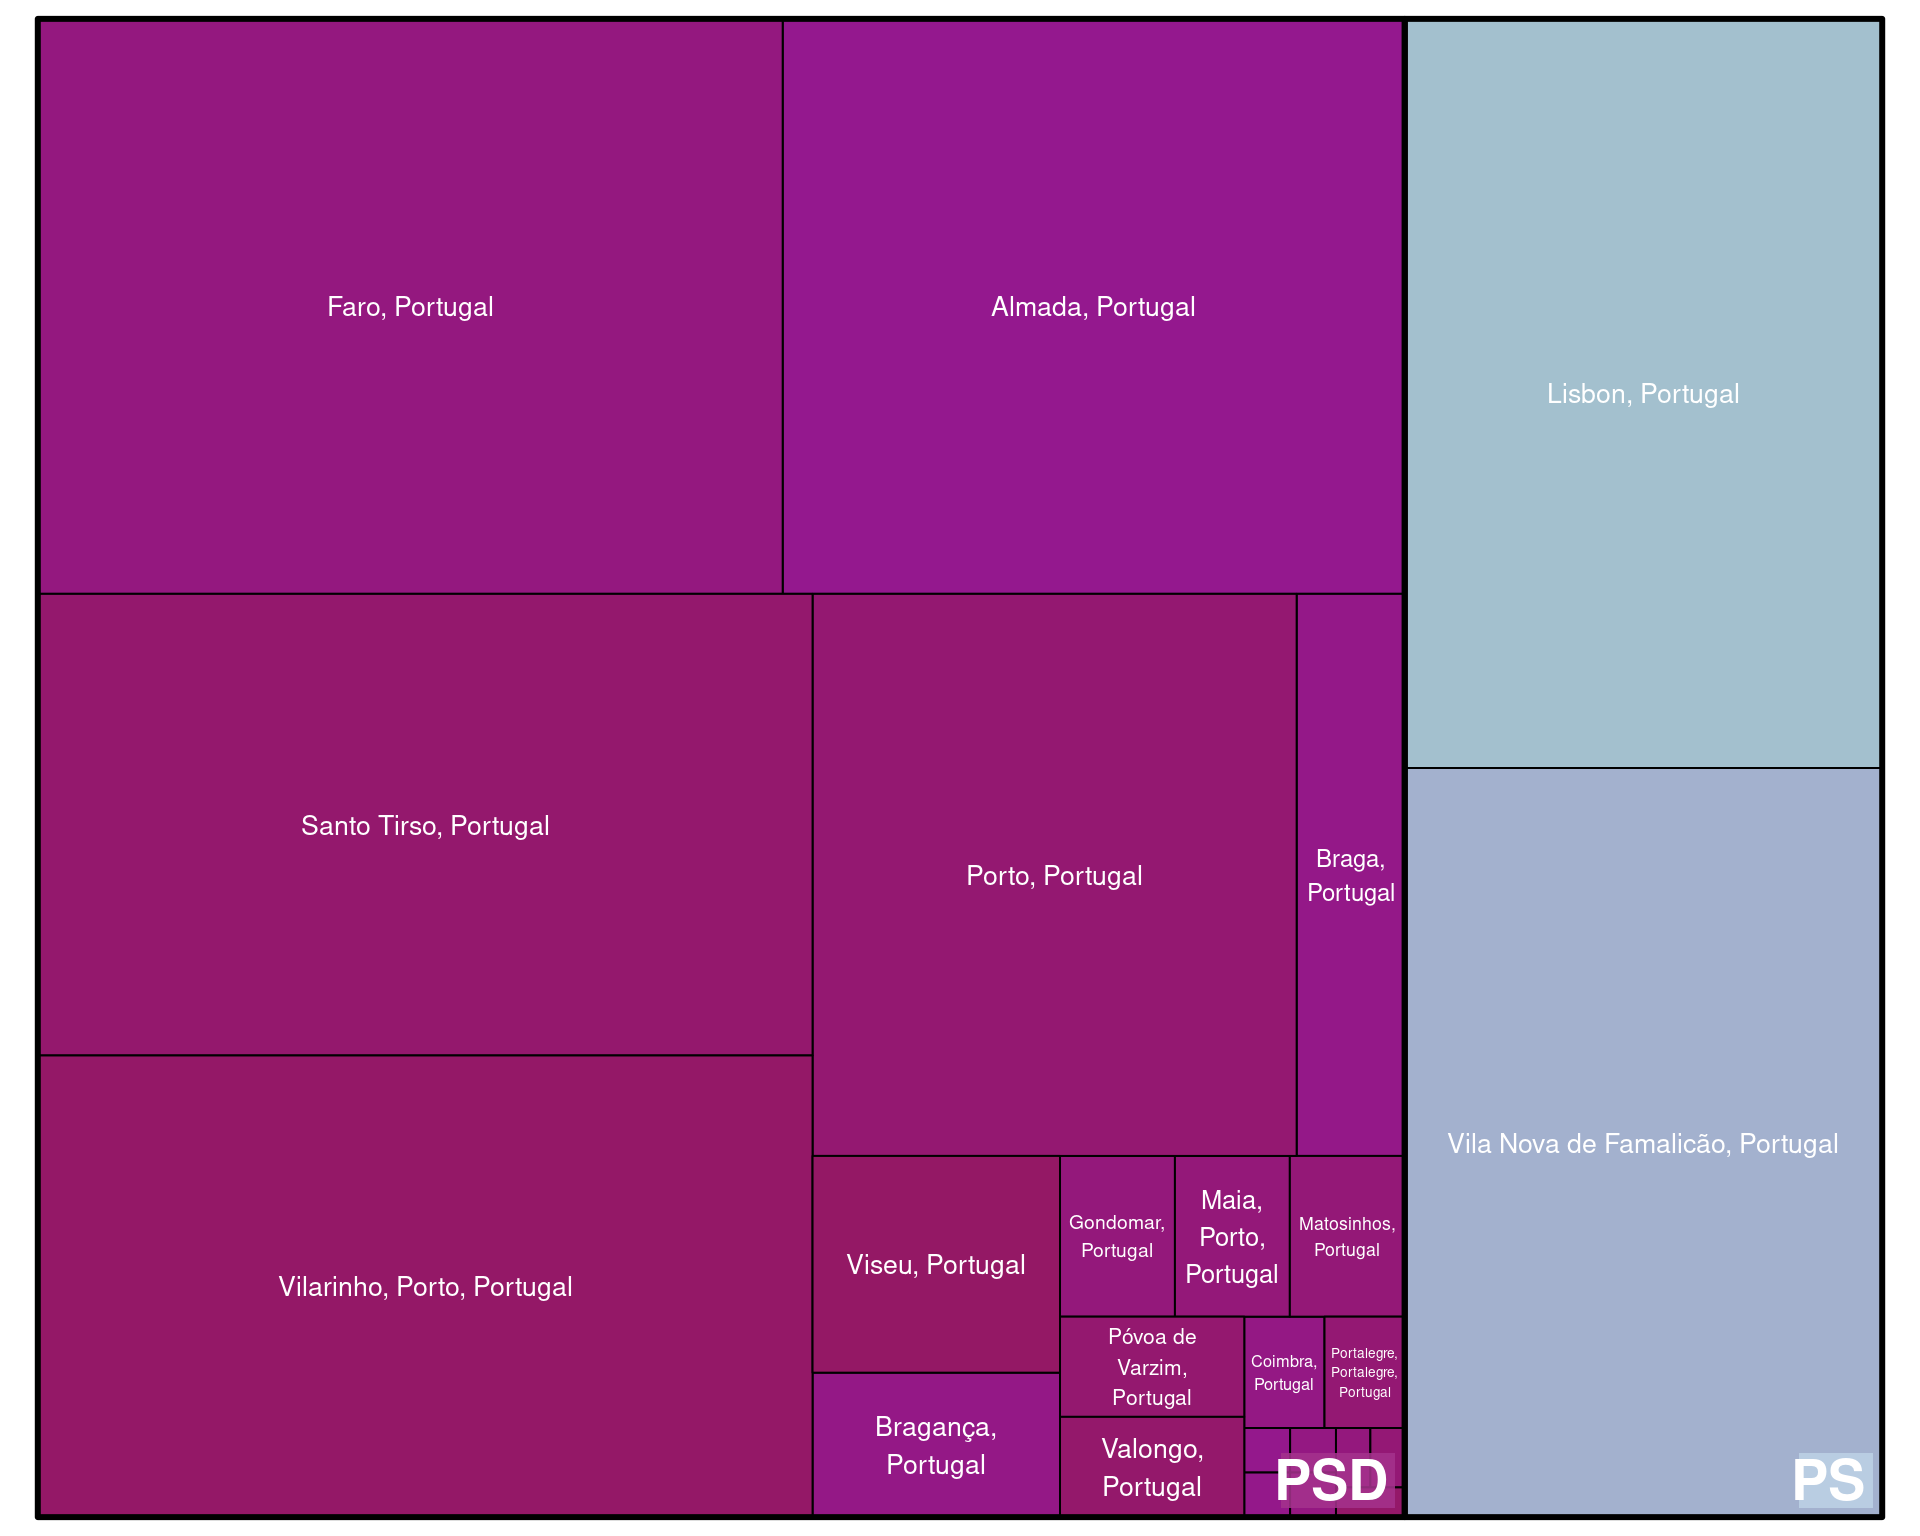 Faro, Portugal
Almada, Portugal
Lisbon, Portugal
Santo Tirso, Portugal
Porto, Portugal
Braga,
Portugal
Vila Nova de Famalicão, Portugal
Vilarinho, Porto, Portugal
Viseu, Portugal
Gondomar,
Portugal
Maia,
Porto,
Portugal
Matosinhos,
Portugal
Póvoa de
Varzim,
Portugal
Coimbra,
Portugal
Portalegre,
Portalegre,
Portugal
Bragança,
Portugal
Valongo,
Portugal
PSD
PS